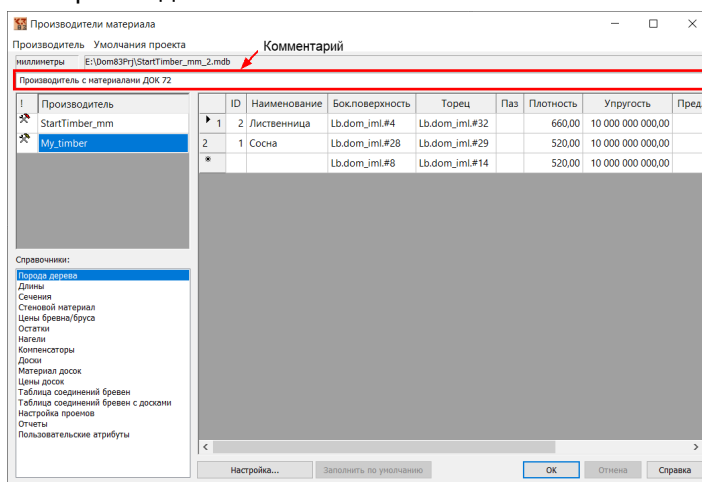 Производители материала
Производитель Умолчания проекта
Комментарий
миллиметры E:\Dom83Prj\StartTimber_mm_2.mdb
Производитель с материалами ДОК 72
! Производитель
StartTimber_mm
My_timber
ID Наименование Бок.поверхность Торец Паз Плотность Упругость Пред
1 2 Лиственница Lb.dom_iml.#4 Lb.dom_iml.#32 660,00 10 000 000 000,00
2 1 Сосна Lb.dom_iml.#28 Lb.dom_iml.#29 520,00 10 000 000 000,00
Lb.dom_iml.#8 Lb.dom_iml.#14 520,00 10 000 000 000,00
Справочники:
Порода дерева
Длины
Сечения
Стеновой материал
Цены бревна/бруса
Остатки
Нагели
Компенсаторы
Доски
Материал досок
Цены досок
Таблица соединений бревен
Таблица соединений бревен с досками
Настройка проемов
Отчеты
Пользовательские атрибуты
Настройка... Заполнить по умолчанию ОК Отмена Справка